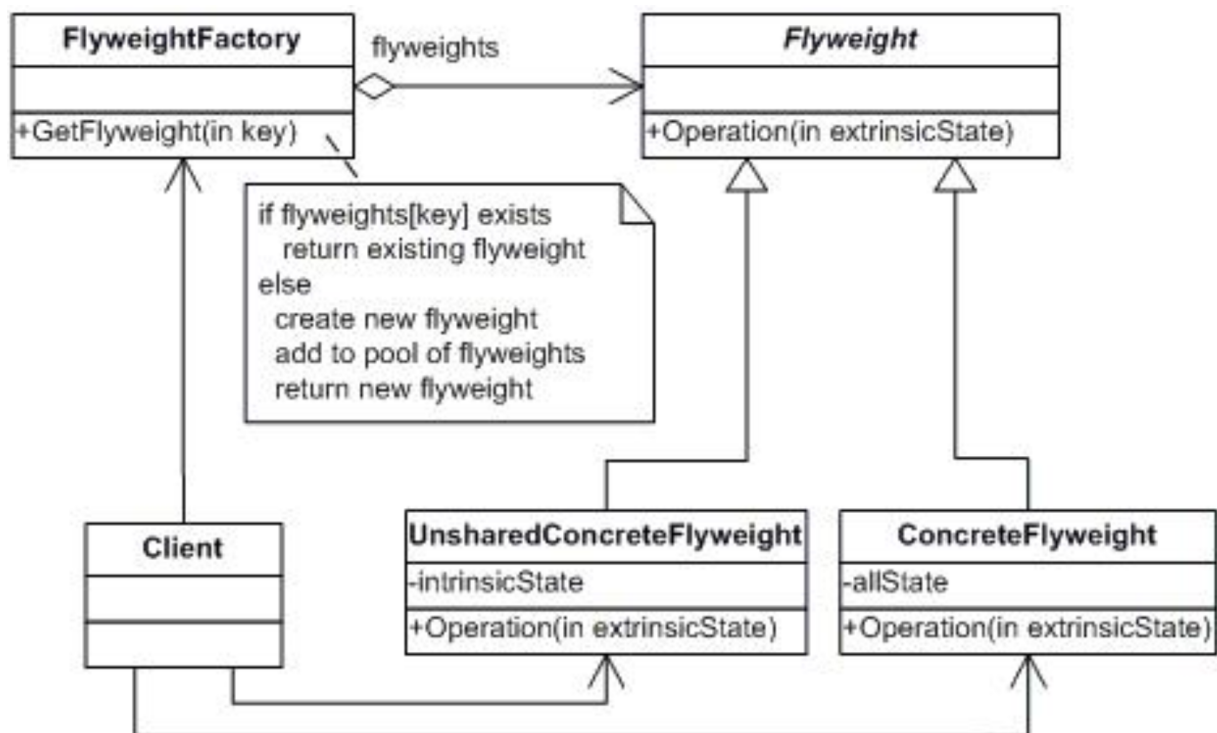 FlyweightFactory
+GetFlyweight(in key)
flyweights
Flyweight
+Operation(in extrinsicState)
if flyweights[key] exists
return existing flyweight
else
create new flyweight
add to pool of flyweights
return new flyweight
Client
UnsharedConcreteFlyweight
-intrinsicState
+Operation(in extrinsicState)
ConcreteFlyweight
-allState
+Operation(in extrinsicState)